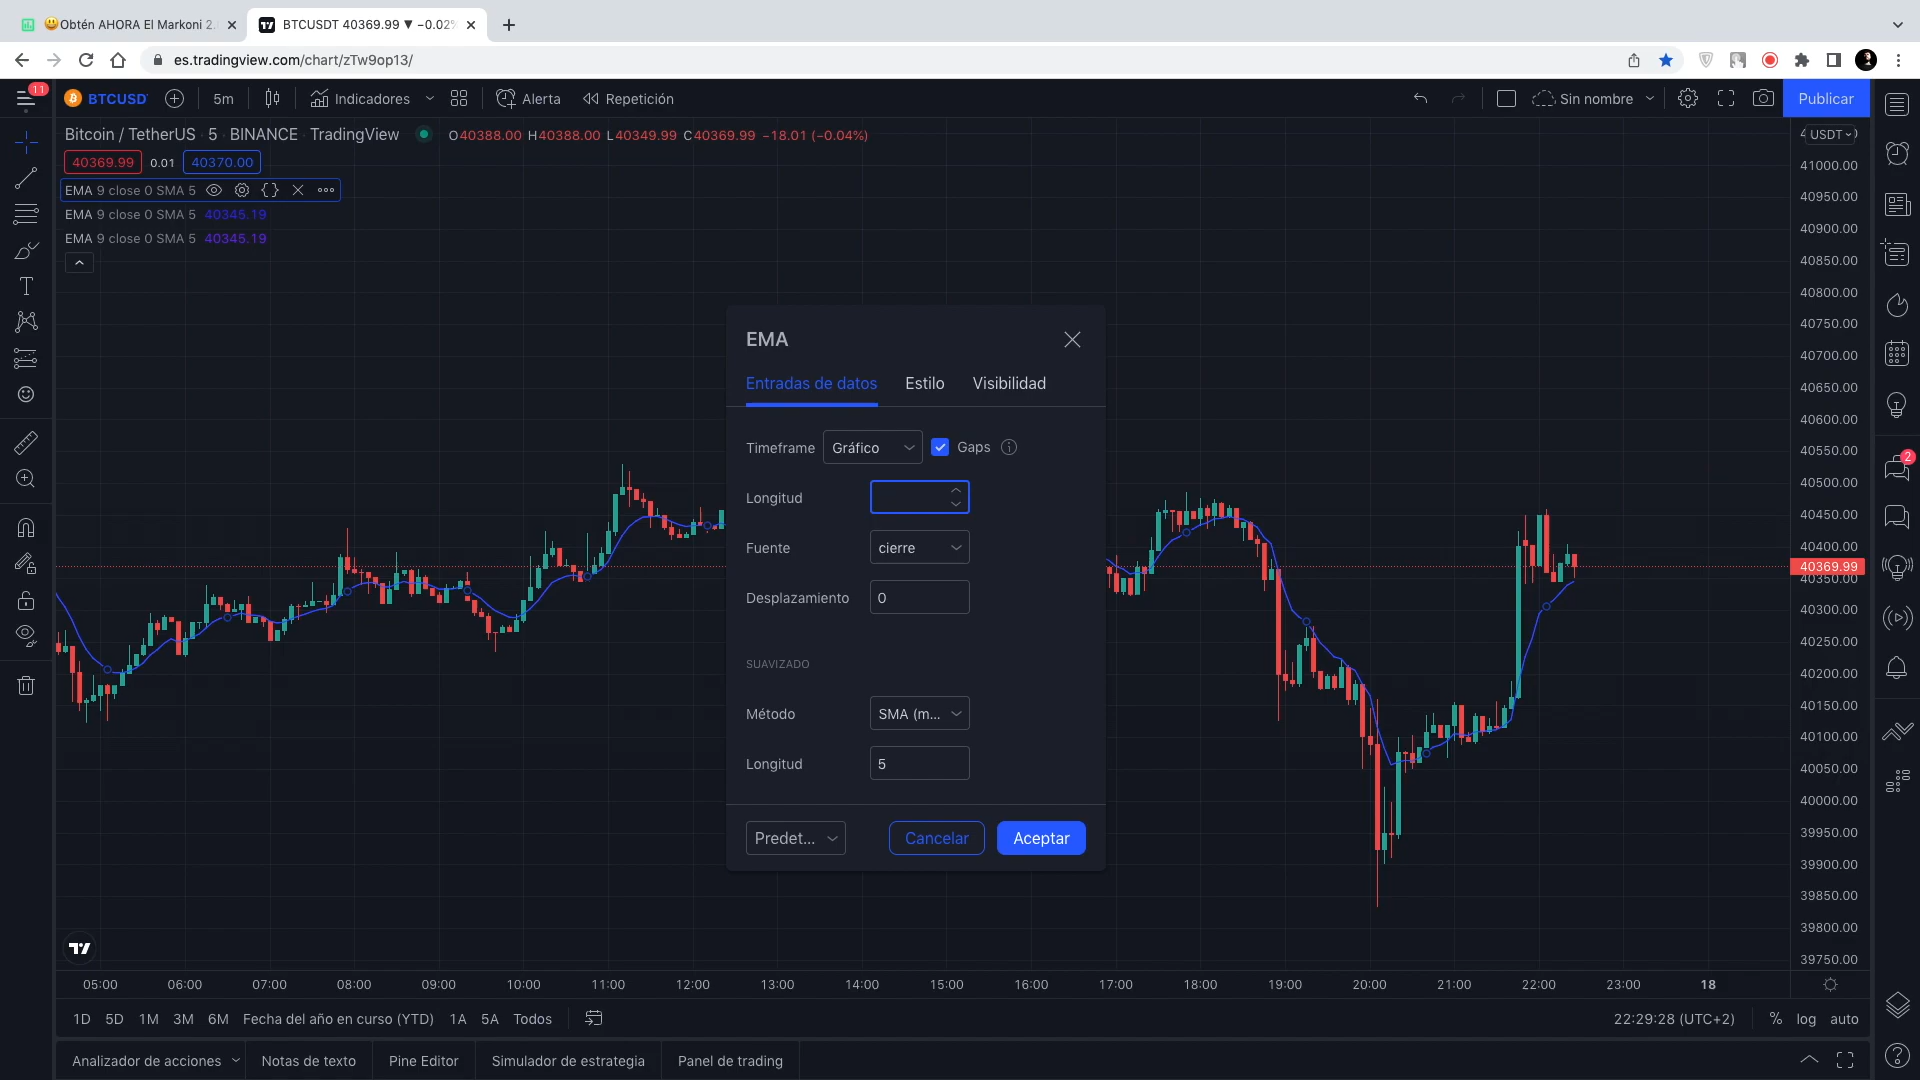 😃Obtén AHORA El Markoni 2.
BTCUSDT 40369.99 ▼ −0.02%
es.tradingview.com/chart/zTw9op13/
11
BTCUSD
5m
Indicadores
Alerta
Repetición
Sin nombre
Publicar
Bitcoin / TetherUS · 5 · BINANCE · TradingView
O40388.00 H40388.00 L40349.99 C40369.99 −18.01 (−0.04%)
40369.99 0.01 40370.00
EMA 9 close 0 SMA 5
EMA 9 close 0 SMA 5 40345.19
EMA 9 close 0 SMA 5 40345.19
USDT
41000.00
40950.00
40900.00
40850.00
40800.00
40750.00
40700.00
40650.00
40600.00
40550.00
40500.00
40450.00
40400.00
40369.99
40350.00
40300.00
40250.00
40200.00
40150.00
40100.00
40050.00
40000.00
39950.00
39900.00
39850.00
39800.00
39750.00
2
EMA
Entradas de datos Estilo Visibilidad
Timeframe Gráfico Gaps
Longitud
Fuente cierre
Desplazamiento 0
SUAVIZADO
Método SMA (m...
Longitud 5
Predet... Cancelar Aceptar
05:00 06:00 07:00 08:00 09:00 10:00 11:00 12:00 13:00 14:00 15:00 16:00 17:00 18:00 19:00 20:00 21:00 22:00 23:00 18
1D 5D 1M 3M 6M Fecha del año en curso (YTD) 1A 5A Todos
22:29:28 (UTC+2) % log auto
Analizador de acciones Notas de texto Pine Editor Simulador de estrategia Panel de trading